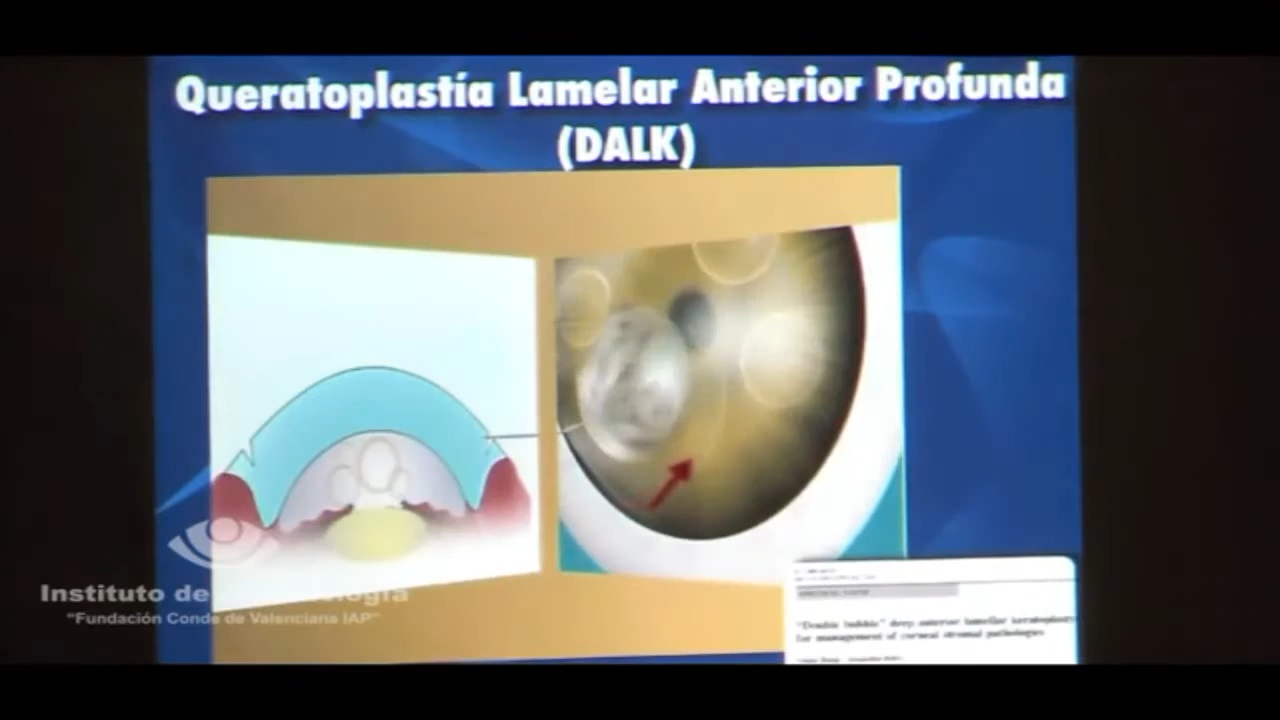 Queratoplastía Lamelar Anterior Profunda
(DALK)
Instituto de
"Fundación Conde de Valenciana IAP"
"Double bubble" deep anterior lamellar keratoplasty
for management of corneal stromal pathologies